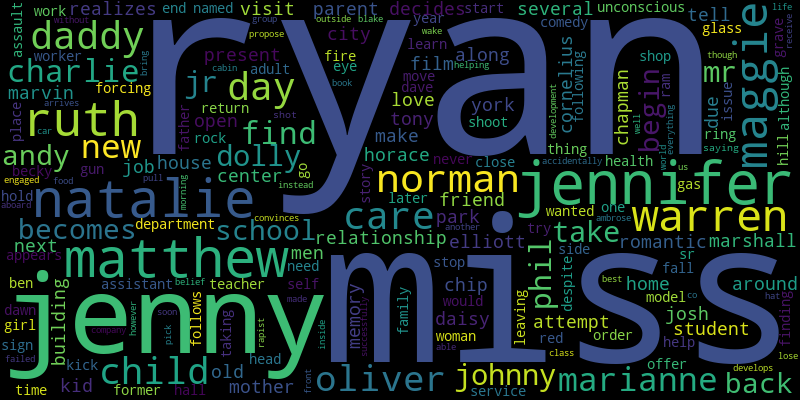 ryan
miss
jenny
jennifer
matthew
natalie
ruth
warren
norman
maggie
daddy
charlie
day
find
dolly
new
andy
child
oliver
johnny
marianne
care
school
becomes
take
phil
begin
back
mr
jr
love
realizes
visit
parent
decides
several
unconscious
tell
glass
end
named
start
year
group
outside
blake
comedy
life
wake
without
propose
assault
work
worker
forcing
marvin
place
present
city
along
learn
though
receive
film
fire
eye
adult
cabin
helping
move
dave
book
shop
grave
bring
father
open
return
rock
york
shoot
tony
make
shot
cornelius
following
development
chapman
due
issue
ram
ring
hill
although
well
everything
saying
job
house
center
go
story
horace
never
close
thing
health
accidentally
us
world
gas
arrives
car
becky
gun
engaged
food
pull
morning
instead
later
friend
wanted
one
ambrose
hold
aboard
department
convinces
relationship
park
another
elliott
try
side
romantic
sr
marshall
next
men
need
memory
successfully
stop
despite
fall
appears
building
assistant
teacher
self
chip
would
home
around
ben
belief
made
family
daisy
woman
able
leaving
model
co
hat
finding
dawn
girl
sign
company
however
follows
soon
pick
taking
rapist
inside
attempt
red
order
josh
best
student
help
class
offer
lose
failed
kick
head
time
kid
former
hall
old
mother
front
service
develops